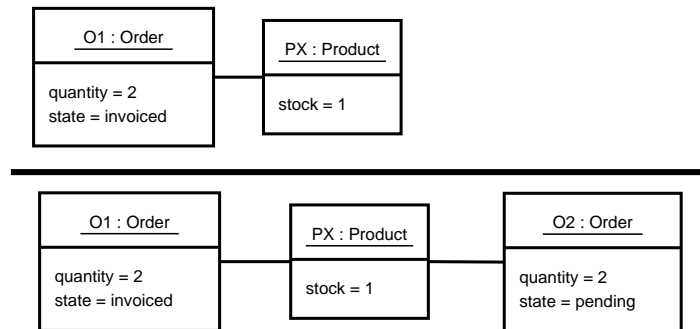 O1 : Order
quantity = 2
state = invoiced
PX : Product
stock = 1
O1 : Order
quantity = 2
state = invoiced
PX : Product
stock = 1
O2 : Order
quantity = 2
state = pending